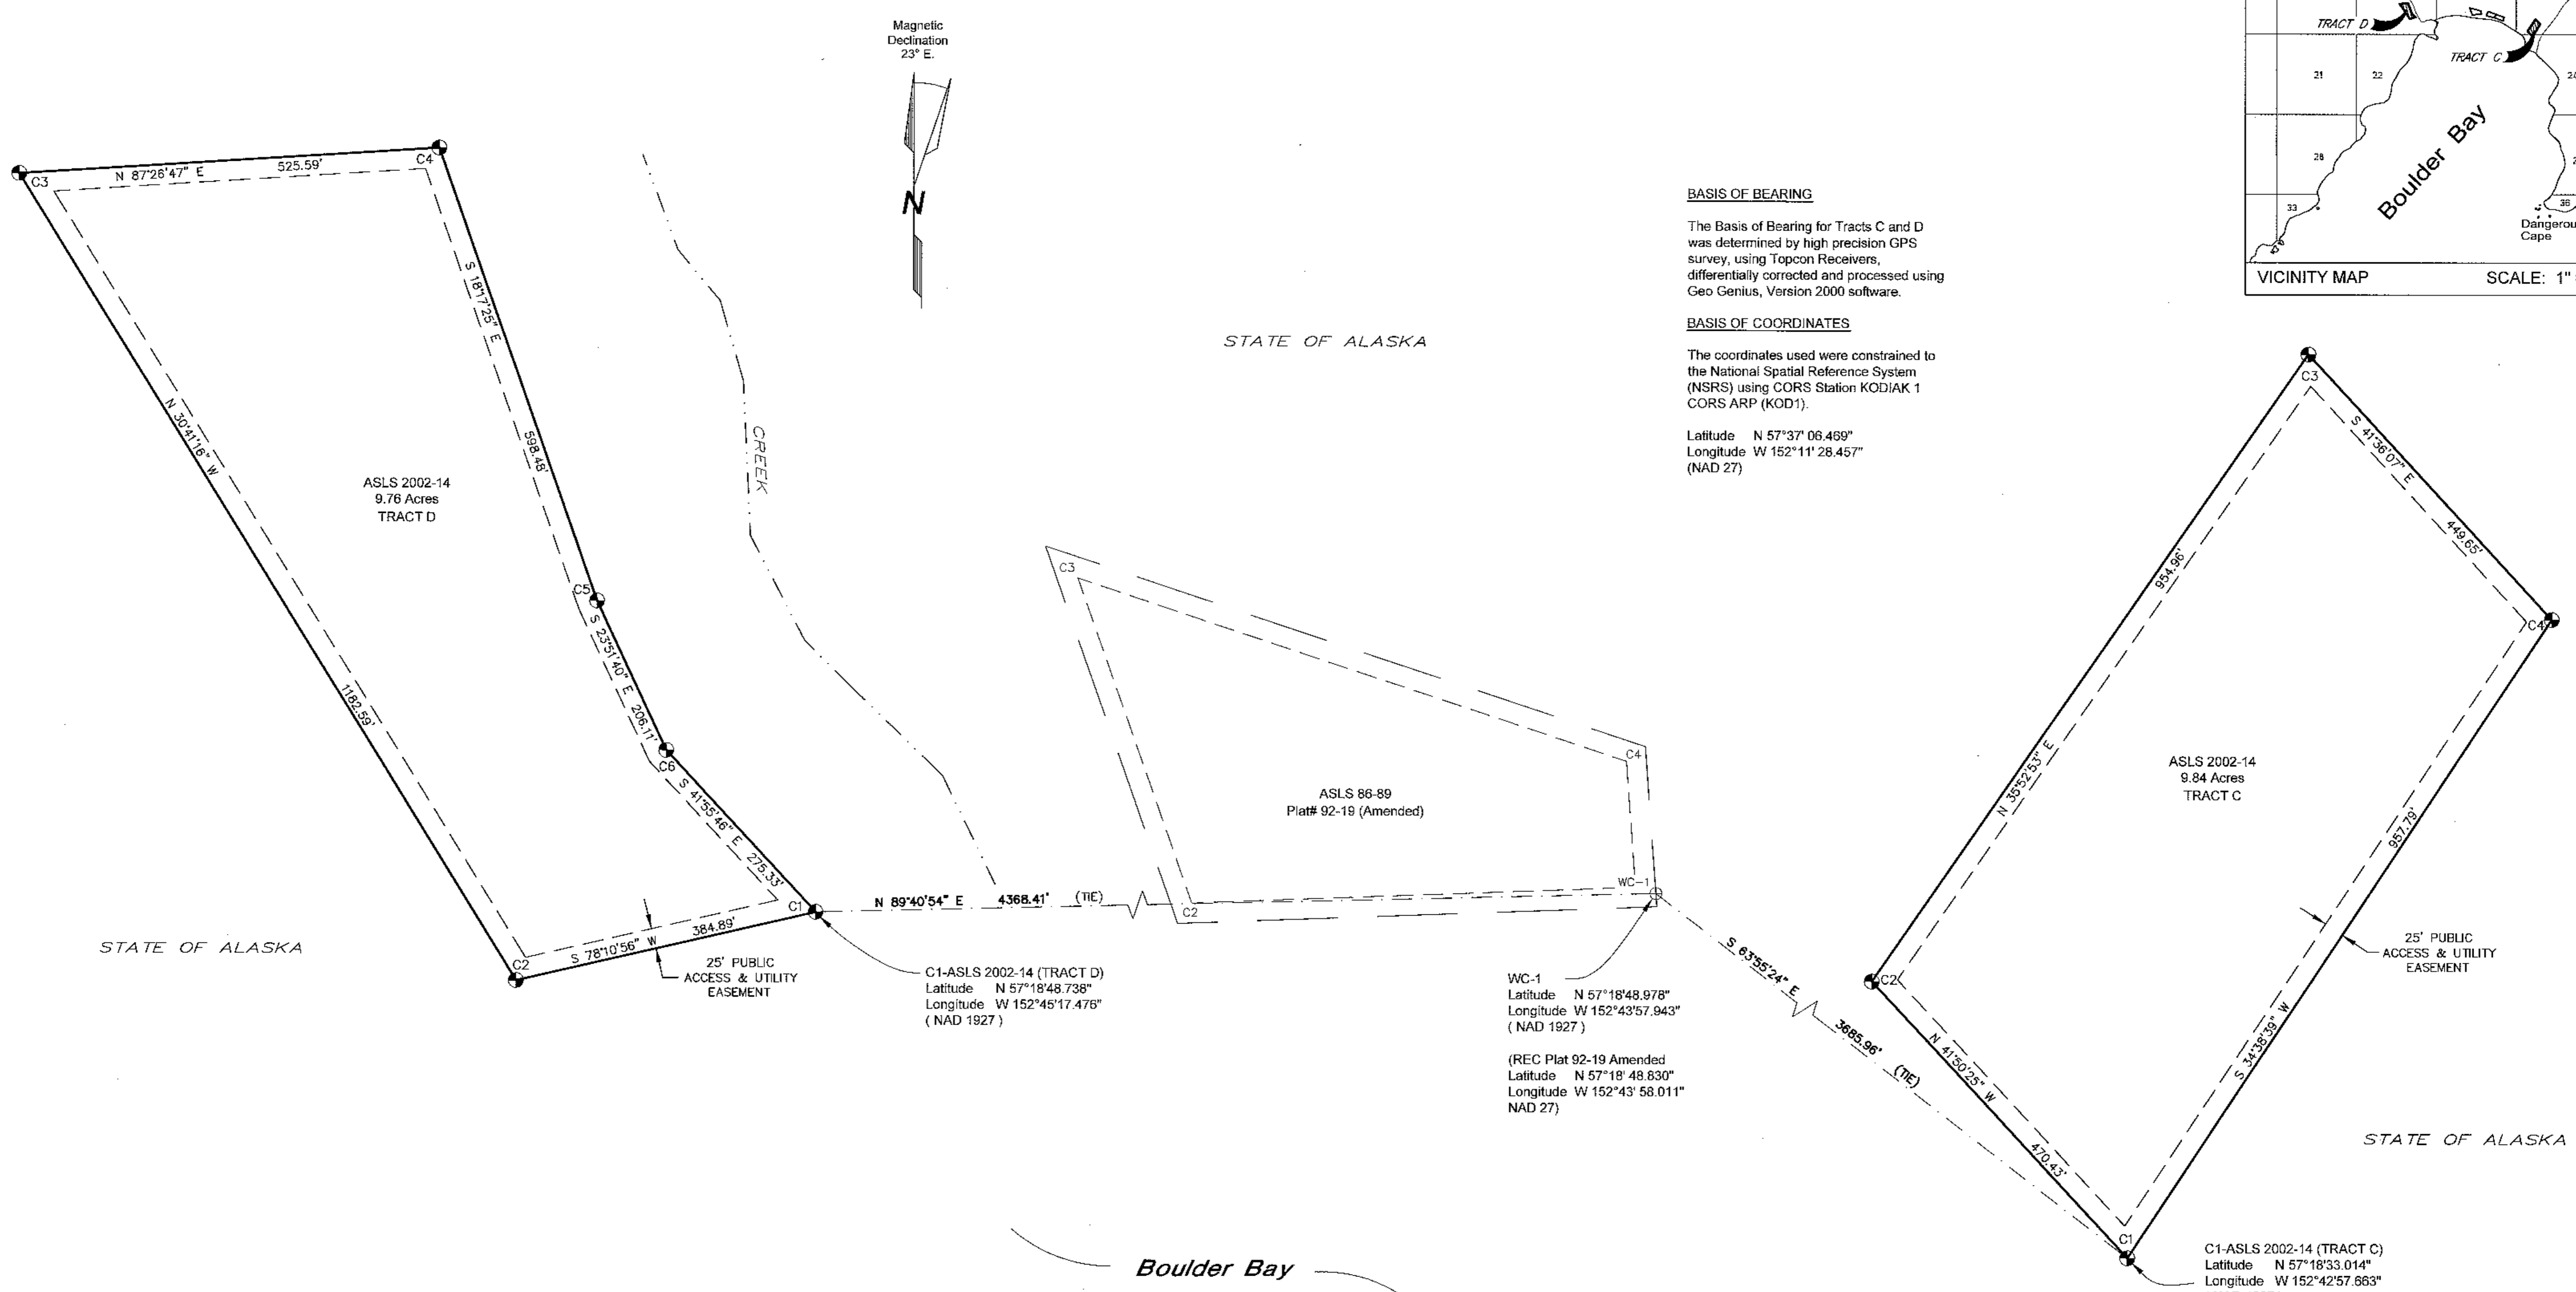 Magnetic
Declination
23° E.
N
C3
N 87°26'47" E 525.59'
C4
S 18°17'25" E
598.48'
N 30°41'16" W
1182.59'
ASLS 2002-14
9.76 Acres
TRACT D
CREEK
C5
S 23°51'40" E 206.11'
C6
S 41°55'46" E 275.33'
C1
C2
S 78°10'56" W 384.89'
25' PUBLIC
ACCESS & UTILITY
EASEMENT
STATE OF ALASKA
C1-ASLS 2002-14 (TRACT D)
Latitude N 57°18'48.738"
Longitude W 152°45'17.476"
( NAD 1927 )
N 89°40'54" E 4368.41' (TIE)
STATE OF ALASKA
C3
C4
C2
WC-1
ASLS 86-89
Plat# 92-19 (Amended)
WC-1
Latitude N 57°18'48.978"
Longitude W 152°43'57.943"
( NAD 1927 )
(REC Plat 92-19 Amended
Latitude N 57°18' 48.830"
Longitude W 152°43' 58.011"
NAD 27)
S 63°55'24" E
3685.96' (TIE)
Boulder Bay
BASIS OF BEARING
The Basis of Bearing for Tracts C and D
was determined by high precision GPS
survey, using Topcon Receivers,
differentially corrected and processed using
Geo Genius, Version 2000 software.
BASIS OF COORDINATES
The coordinates used were constrained to
the National Spatial Reference System
(NSRS) using CORS Station KODIAK 1
CORS ARP (KOD1).
Latitude N 57°37' 06.469"
Longitude W 152°11' 28.457"
(NAD 27)
TRACT D
TRACT C
21
22
28
33
36
Boulder Bay
Cape
VICINITY MAP SCALE: 1"
C3
S 41°36'07" E
449.65'
C4
954.96'
N 35°52'53" E
ASLS 2002-14
9.84 Acres
TRACT C
957.79'
S 34°38'39" W
C2
N 41°50'25" W
470.43'
C1
25' PUBLIC
ACCESS & UTILITY
EASEMENT
STATE OF ALASKA
C1-ASLS 2002-14 (TRACT C)
Latitude N 57°18'33.014"
Longitude W 152°42'57.663"